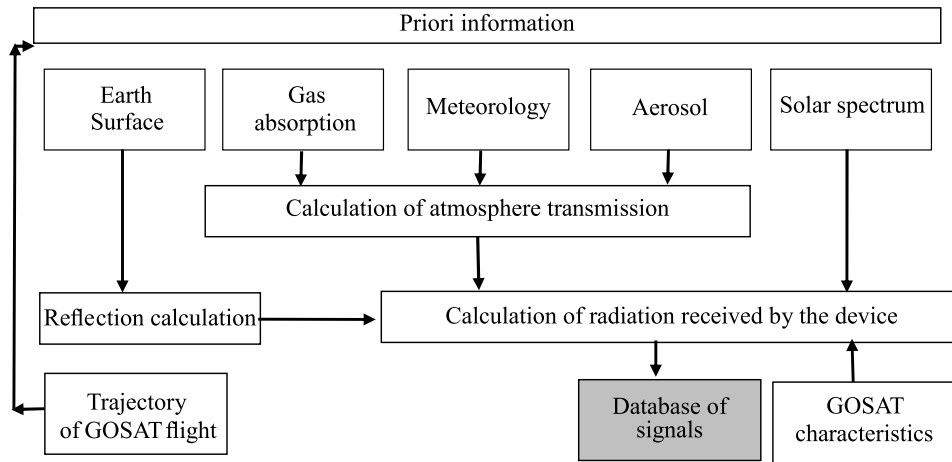 Priori information
Earth
Surface
Gas
absorption
Meteorology
Aerosol
Solar spectrum
Calculation of atmosphere transmission
Reflection calculation
Calculation of radiation received by the device
Trajectory
of GOSAT flight
Database of
signals
GOSAT
characteristics